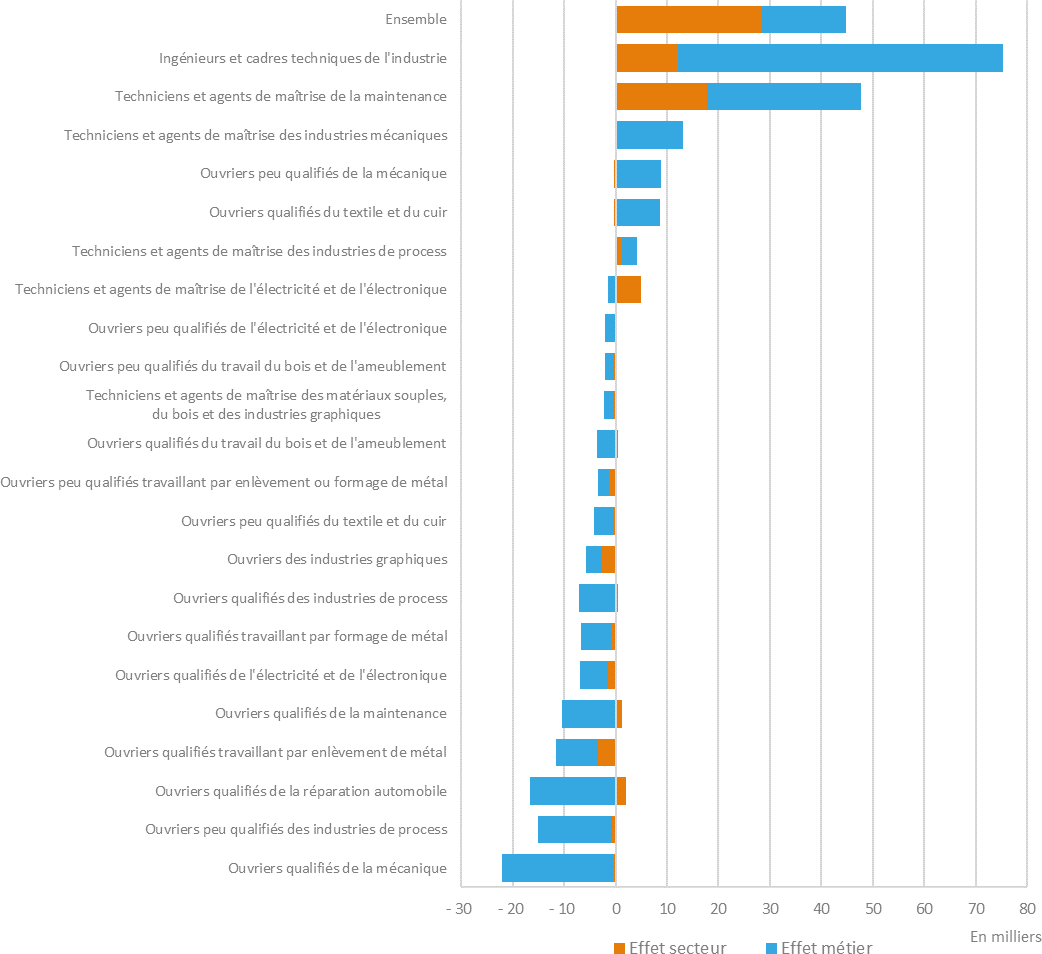 Ensemble
Ingénieurs et cadres techniques de l'industrie
Techniciens et agents de maîtrise de la maintenance
Techniciens et agents de maîtrise des industries mécaniques
Ouvriers peu qualifiés de la mécanique
Ouvriers qualifiés du textile et du cuir
Techniciens et agents de maîtrise des industries de process
Techniciens et agents de maîtrise de l'électricité et de l'électronique
Ouvriers peu qualifiés de l'électricité et de l'électronique
Ouvriers peu qualifiés du travail du bois et de l'ameublement
Techniciens et agents de maîtrise des matériaux souples,
du bois et des industries graphiques
Ouvriers qualifiés du travail du bois et de l'ameublement
Ouvriers peu qualifiés travaillant par enlèvement ou formage de métal
Ouvriers peu qualifiés du textile et du cuir
Ouvriers des industries graphiques
Ouvriers qualifiés des industries de process
Ouvriers qualifiés travaillant par formage de métal
Ouvriers qualifiés de l'électricité et de l'électronique
Ouvriers qualifiés de la maintenance
Ouvriers qualifiés travaillant par enlèvement de métal
Ouvriers qualifiés de la réparation automobile
Ouvriers peu qualifiés des industries de process
Ouvriers qualifiés de la mécanique
- 30 - 20 - 10 0 10 20 30 40 50 60 70 80
En milliers
Effet secteur Effet métier